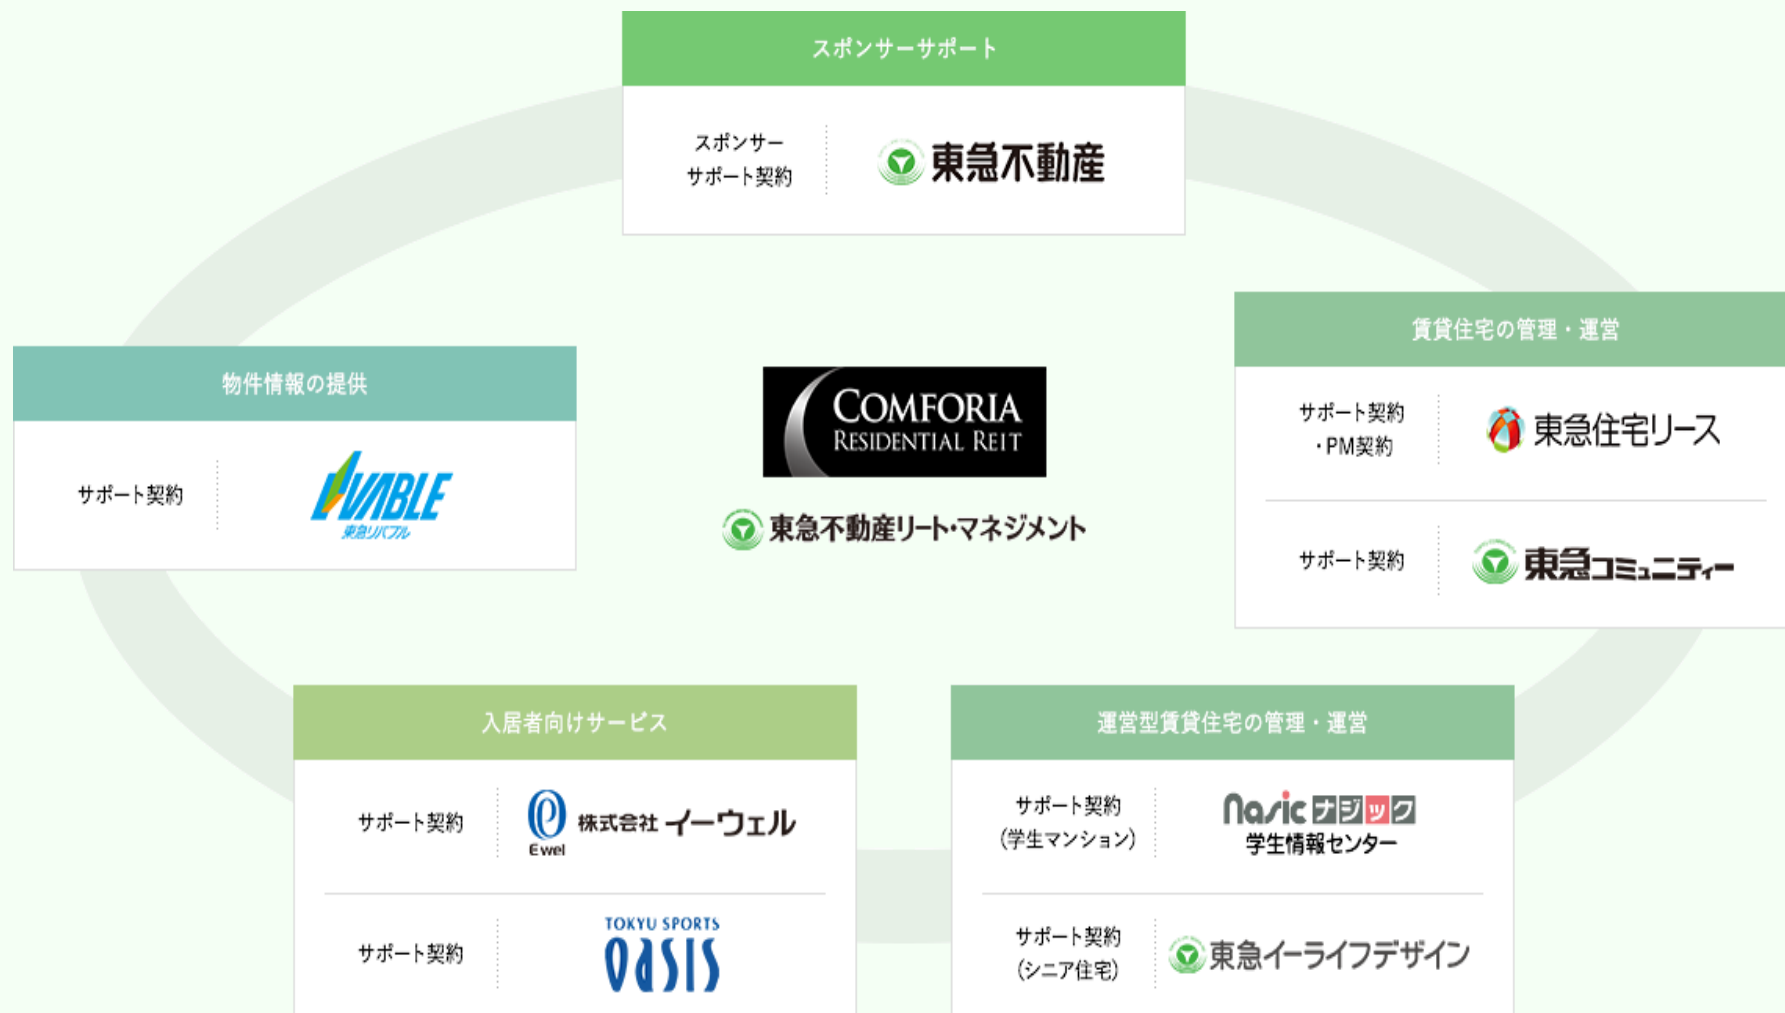 スポンサーサポート
スポンサー
サポート契約
東急不動産
物件情報の提供
サポート契約
LIVABLE
東急リバブル
COMFORIA
RESIDENTIAL REIT
東急不動産リート・マネジメント
賃貸住宅の管理・運営
サポート契約
・PM契約
東急住宅リース
サポート契約
東急コミュニティー
入居者向けサービス
サポート契約
Ewel
株式会社 イーウェル
サポート契約
TOKYU SPORTS
OASIS
運営型賃貸住宅の管理・運営
サポート契約
(学生マンション)
nasic ナジック
学生情報センター
サポート契約
(シニア住宅)
東急イーライフデザイン